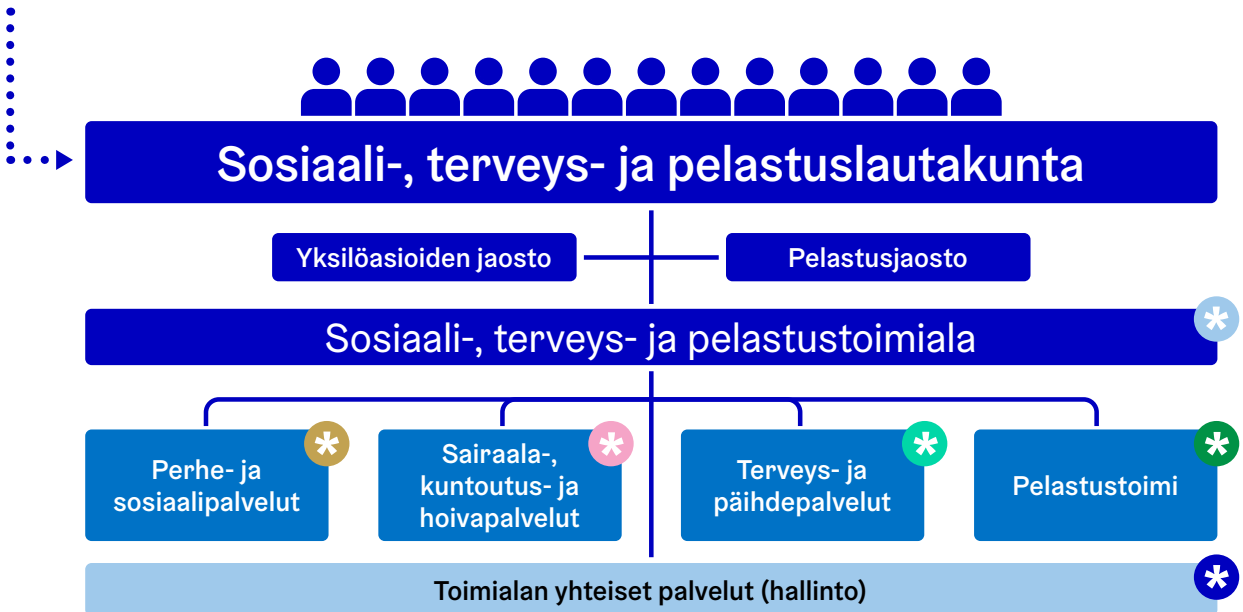 Sosiaali-, terveys- ja pelastuslautakunta
Yksilöasioiden jaosto
Pelastusjaosto
Sosiaali-, terveys- ja pelastustoimiala
*
Perhe- ja
sosiaalipalvelut
*
Sairaala-,
kuntoutus- ja
hoivapalvelut
*
Terveys- ja
päihdepalvelut
*
Pelastustoimi
*
Toimialan yhteiset palvelut (hallinto)
*